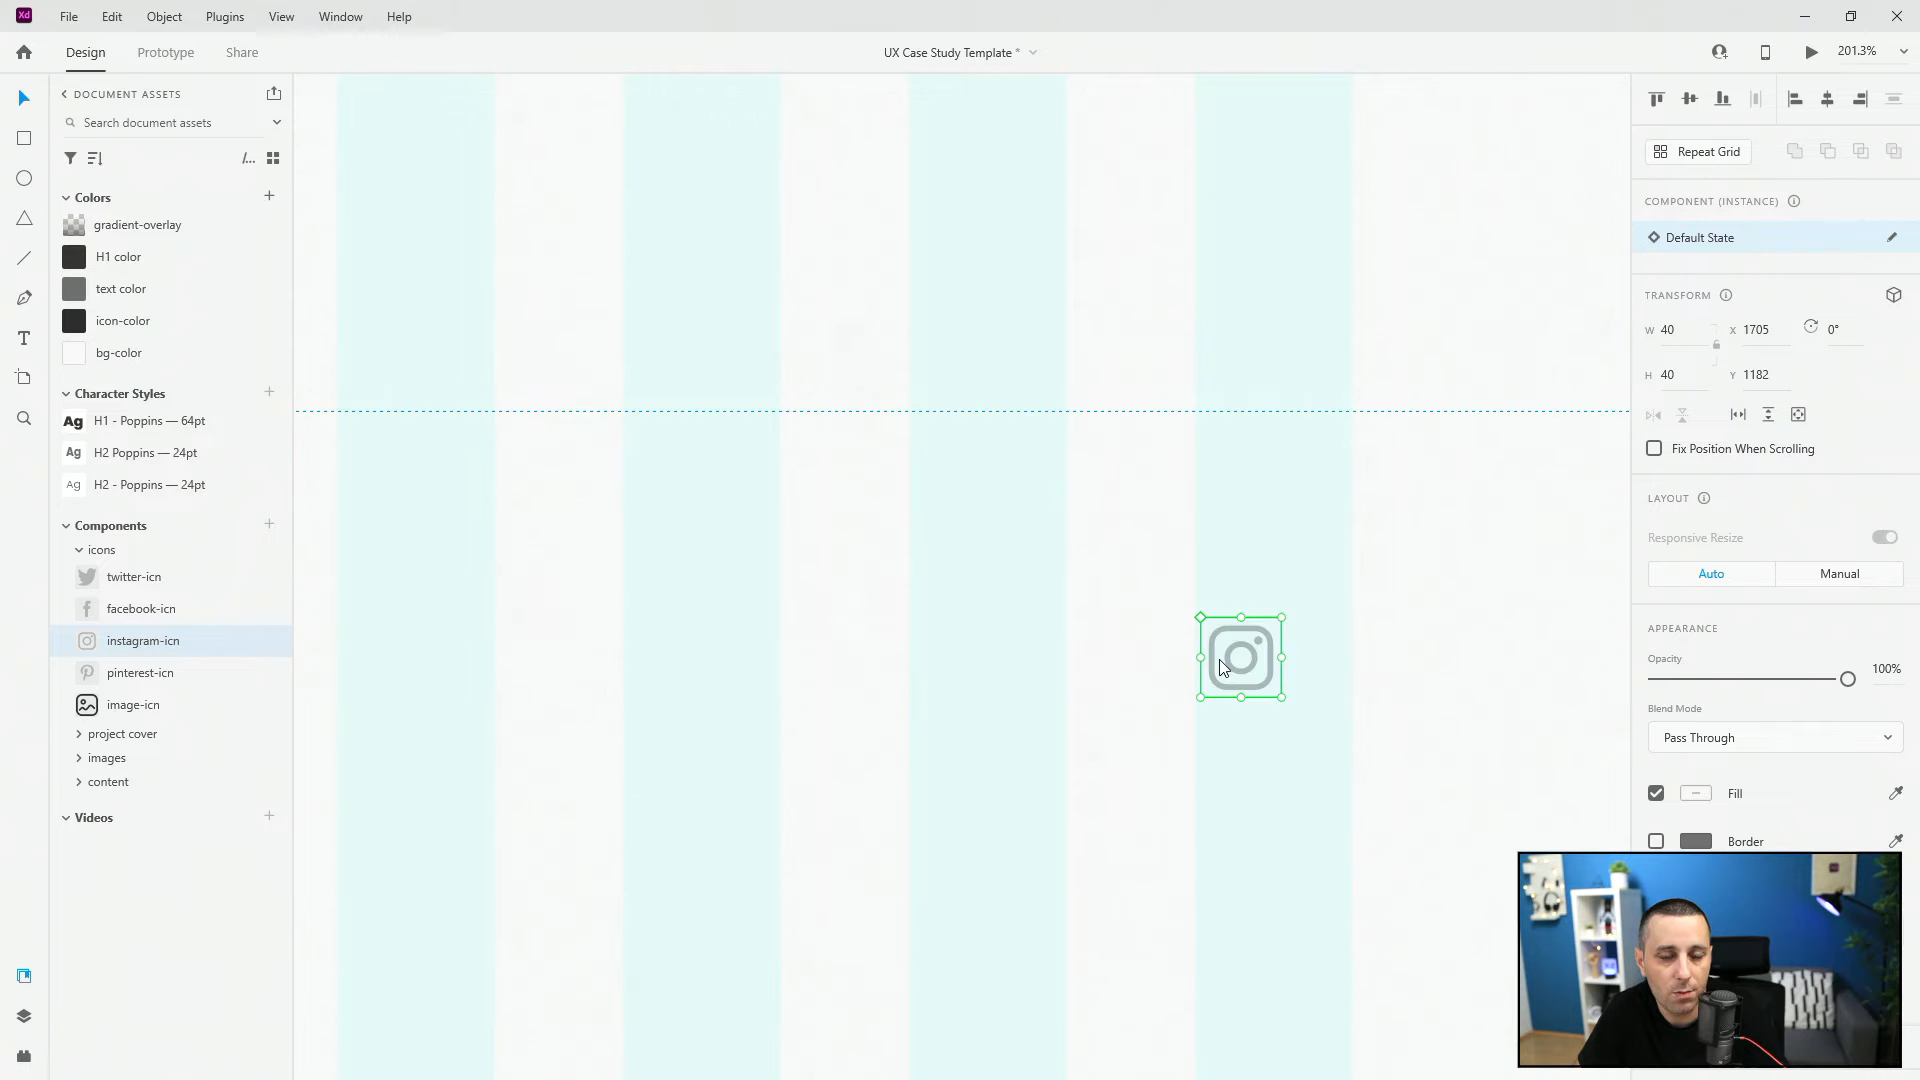 Xd File Edit Object Plugins View Window Help
Design Prototype Share UX Case Study Template * 201.3%
DOCUMENT ASSETS
Search document assets
/...
Colors
gradient-overlay
H1 color
text color
icon-color
bg-color
Character Styles
Ag H1 - Poppins — 64pt
Ag H2 Poppins — 24pt
Ag H2 - Poppins — 24pt
Components
icons
twitter-icn
facebook-icn
instagram-icn
pinterest-icn
image-icn
project cover
images
content
Videos
Repeat Grid
COMPONENT (INSTANCE)
Default State
TRANSFORM
W 40 X 1705 0°
H 40 Y 1182
Fix Position When Scrolling
LAYOUT
Responsive Resize
Auto Manual
APPEARANCE
Opacity
100%
Blend Mode
Pass Through
Fill
Border